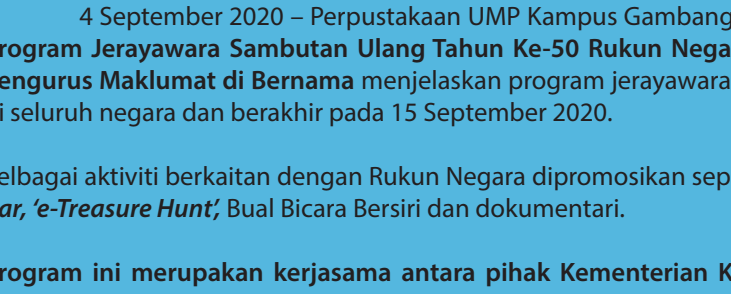 4 September 2020 – Perpustakaan UMP Kampus Gambang
rogram Jerayawara Sambutan Ulang Tahun Ke-50 Rukun Nega
engurus Maklumat di Bernama menjelaskan program jerayawara
i seluruh negara dan berakhir pada 15 September 2020.
elbagai aktiviti berkaitan dengan Rukun Negara dipromosikan sep
ar, 'e-Treasure Hunt', Bual Bicara Bersiri dan dokumentari.
rogram ini merupakan kerjasama antara pihak Kementerian K